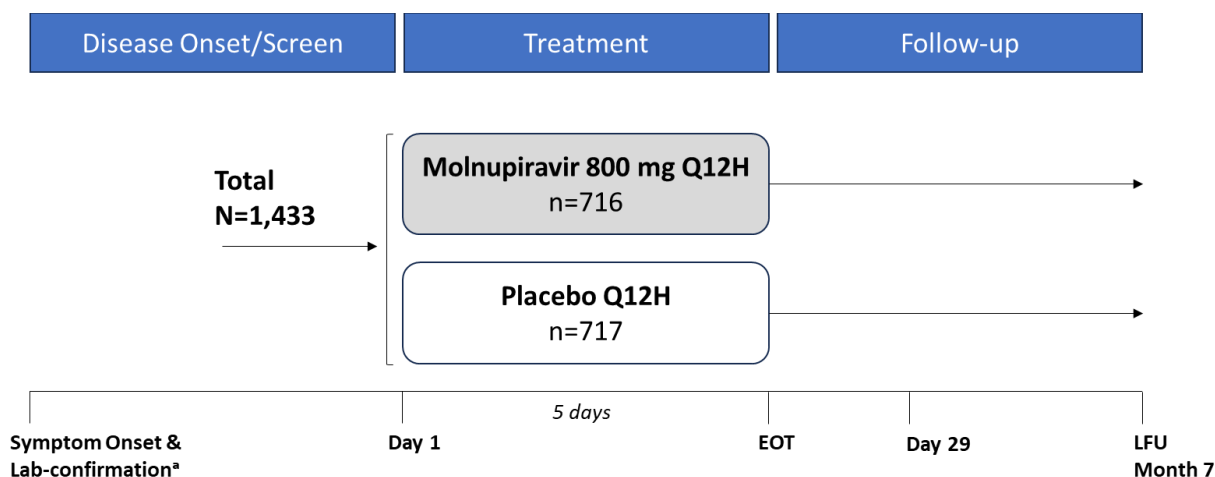 Disease Onset/Screen
Treatment
Follow-up
Total
N=1,433
Molnupiravir 800 mg Q12H
n=716
Placebo Q12H
n=717
5 days
Symptom Onset &
Lab-confirmationᵃ
Day 1
EOT
Day 29
LFU
Month 7